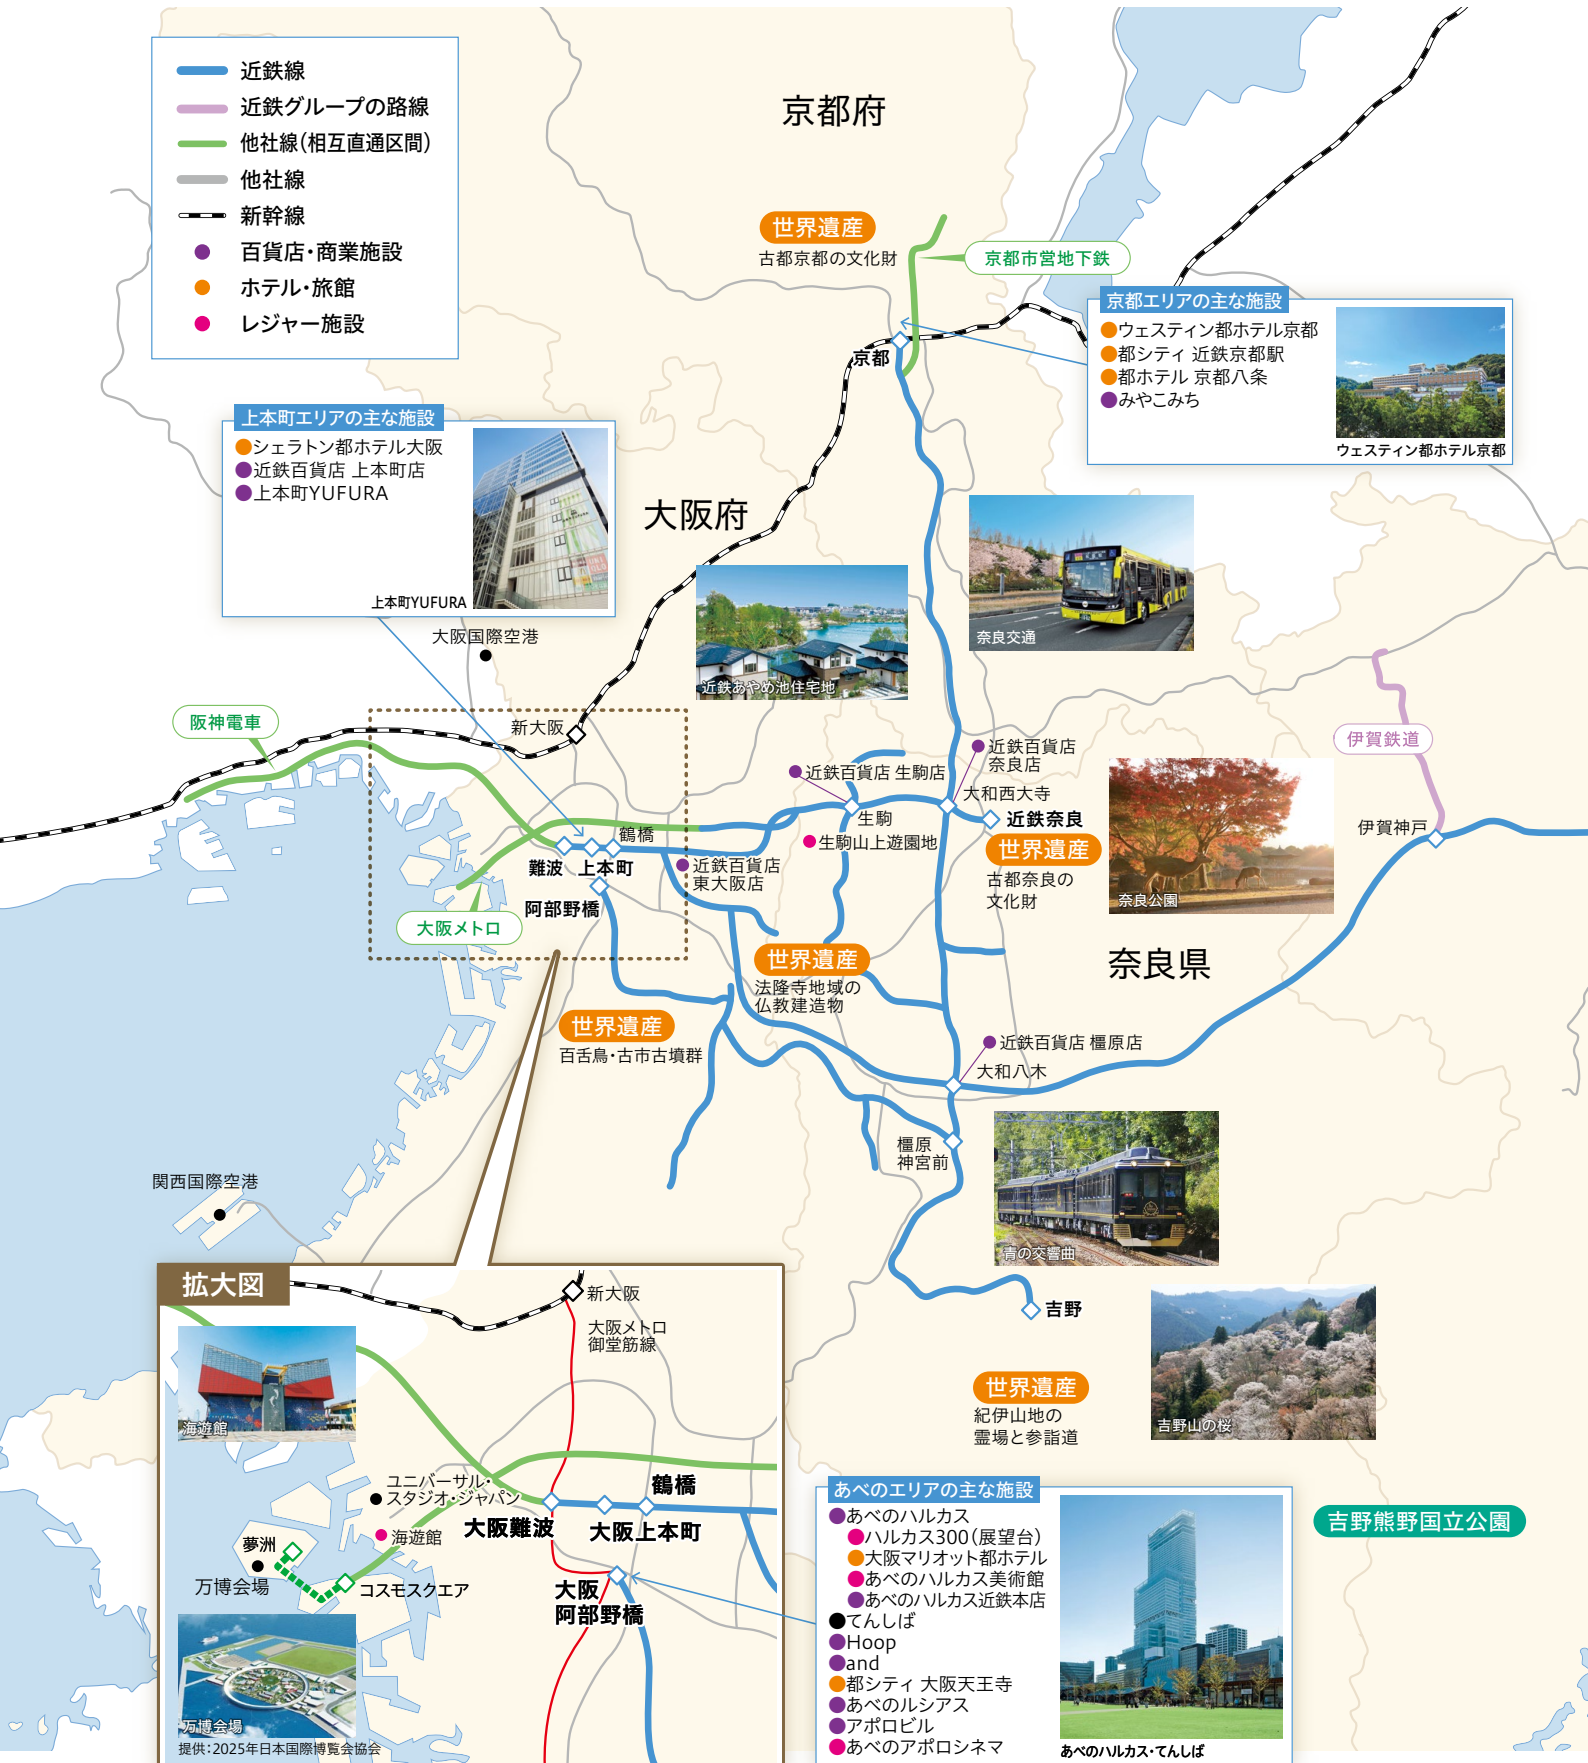 近鉄線
近鉄グループの路線
他社線(相互直通区間)
他社線
新幹線
百貨店・商業施設
ホテル・旅館
レジャー施設
京都府
世界遺産
古都京都の文化財
京都市営地下鉄
京都エリアの主な施設
ウェスティン都ホテル京都
都シティ 近鉄京都駅
都ホテル 京都八条
みやこみち
ウェスティン都ホテル京都
京都
上本町エリアの主な施設
シェラトン都ホテル大阪
近鉄百貨店 上本町店
上本町YUFURA
上本町YUFURA
大阪府
奈良交通
大阪国際空港
近鉄あやめ池住宅地
阪神電車
新大阪
伊賀鉄道
近鉄百貨店
奈良店
近鉄百貨店 生駒店
大和西大寺
生駒
近鉄奈良
鶴橋
伊賀神戸
生駒山上遊園地
世界遺産
古都奈良の
文化財
奈良公園
難波
上本町
近鉄百貨店
東大阪店
阿部野橋
大阪メトロ
世界遺産
法隆寺地域の
仏教建造物
奈良県
世界遺産
百舌鳥・古市古墳群
近鉄百貨店 橿原店
大和八木
橿原
神宮前
関西国際空港
青の交響曲
吉野
世界遺産
紀伊山地の
霊場と参詣道
吉野山の桜
拡大図
新大阪
大阪メトロ
御堂筋線
海遊館
ユニバーサル・
スタジオ・ジャパン
鶴橋
大阪難波
大阪上本町
海遊館
夢洲
万博会場
コスモスクエア
大阪
阿部野橋
万博会場
提供:2025年日本国際博覧会協会
あべのエリアの主な施設
あべのハルカス
ハルカス300(展望台)
大阪マリオット都ホテル
あべのハルカス美術館
あべのハルカス近鉄本店
てんしば
Hoop
and
都シティ 大阪天王寺
あべのルシアス
アポロビル
あべのアポロシネマ
あべのハルカス・てんしば
吉野熊野国立公園